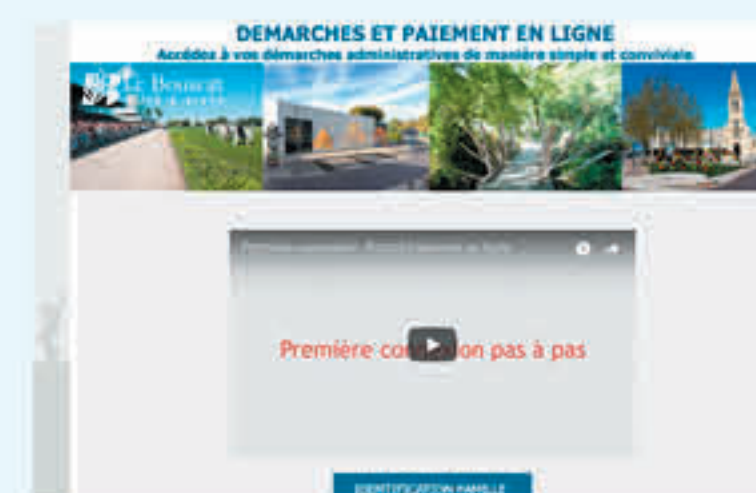 DEMARCHES ET PAIEMENT EN LIGNE
Accédez à vos démarches administratives de manière simple et conviviale
Le Bouscat
Première connexion pas à pas
IDENTIFICATION FAMILLE